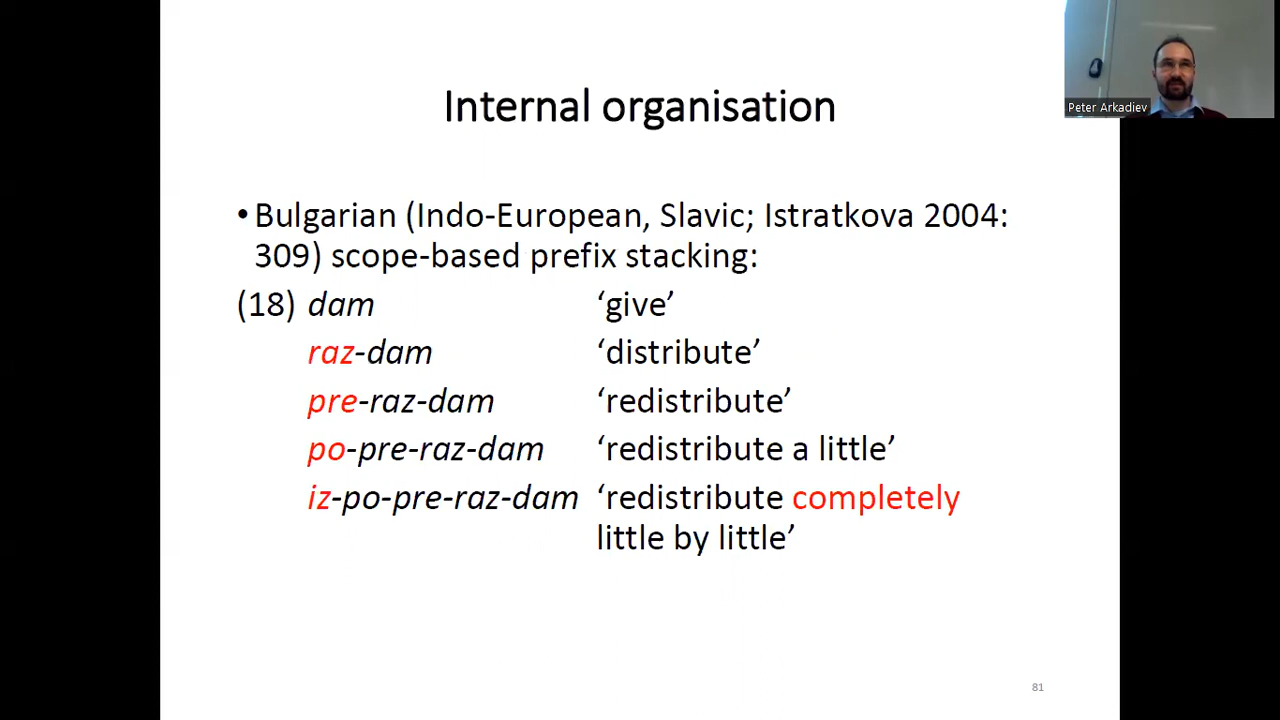 Internal organisation
Peter Arkadiev
• Bulgarian (Indo-European, Slavic; Istratkova 2004:
309) scope-based prefix stacking:
(18) dam ‘give’
raz-dam ‘distribute’
pre-raz-dam ‘redistribute’
po-pre-raz-dam ‘redistribute a little’
iz-po-pre-raz-dam ‘redistribute completely
little by little’
81